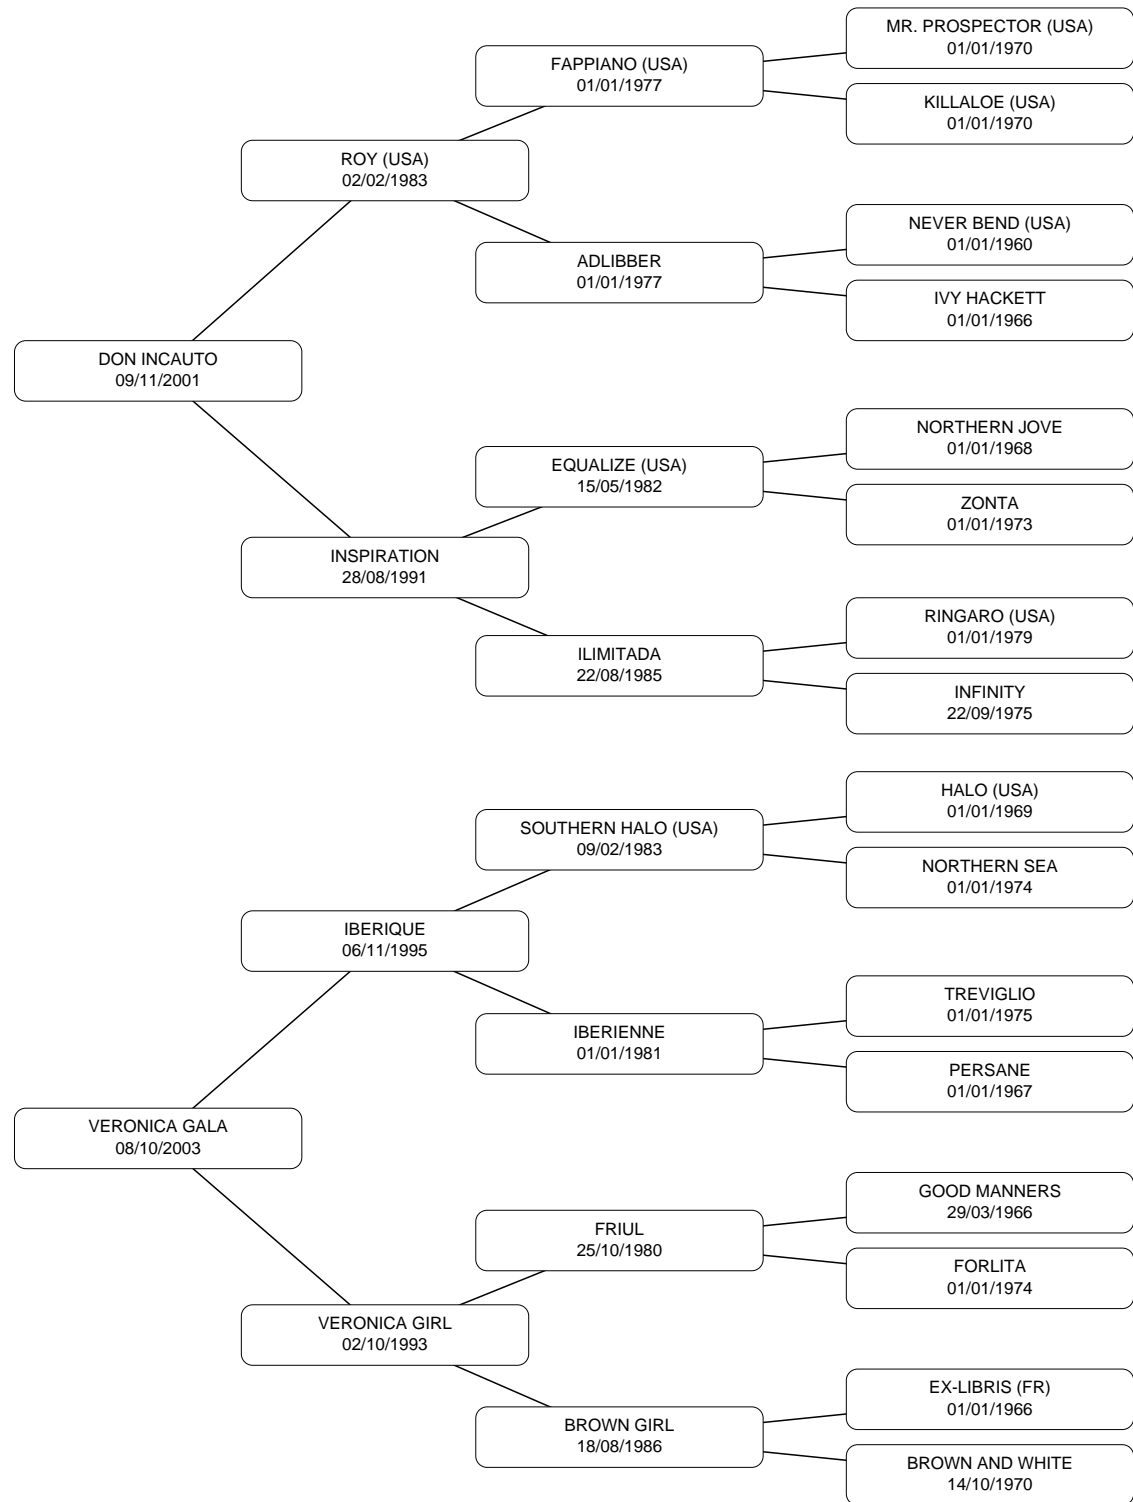 MR. PROSPECTOR (USA)
01/01/1970
FAPPIANO (USA)
01/01/1977
KILLALOE (USA)
01/01/1970
ROY (USA)
02/02/1983
NEVER BEND (USA)
01/01/1960
ADLIBBER
01/01/1977
IVY HACKETT
01/01/1966
DON INCAUTO
09/11/2001
NORTHERN JOVE
01/01/1968
EQUALIZE (USA)
15/05/1982
ZONTA
01/01/1973
INSPIRATION
28/08/1991
RINGARO (USA)
01/01/1979
ILIMITADA
22/08/1985
INFINITY
22/09/1975
HALO (USA)
01/01/1969
SOUTHERN HALO (USA)
09/02/1983
NORTHERN SEA
01/01/1974
IBERIQUE
06/11/1995
TREVIGLIO
01/01/1975
IBERIENNE
01/01/1981
PERSANE
01/01/1967
VERONICA GALA
08/10/2003
GOOD MANNERS
29/03/1966
FRIUL
25/10/1980
FORLITA
01/01/1974
VERONICA GIRL
02/10/1993
EX-LIBRIS (FR)
01/01/1966
BROWN GIRL
18/08/1986
BROWN AND WHITE
14/10/1970